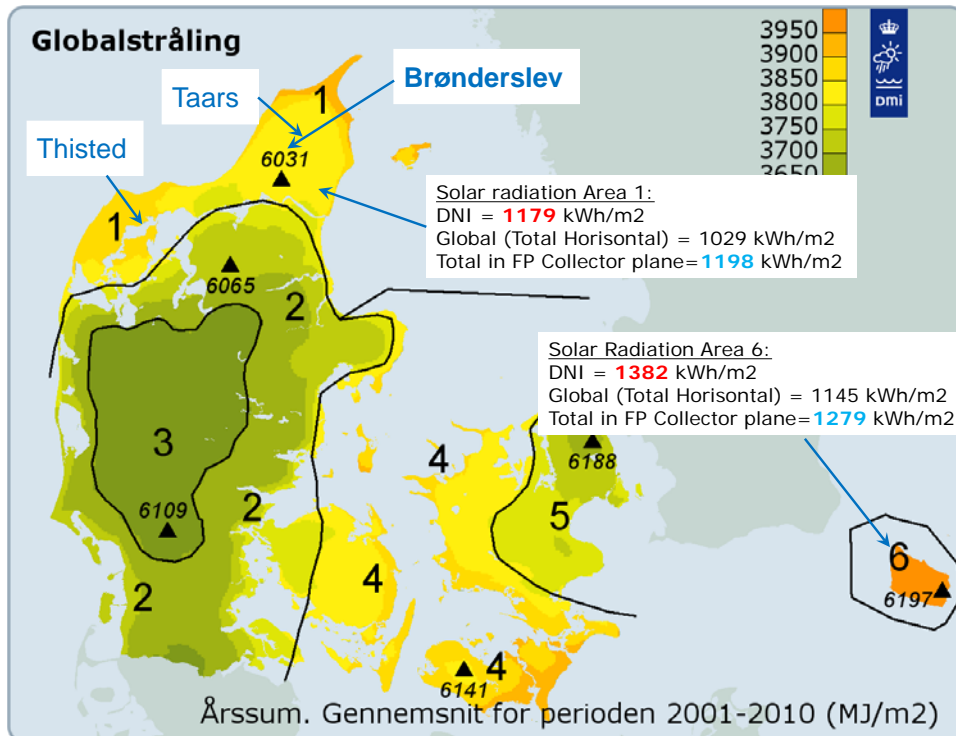 Globalstråling
3950
3900
3850
3800
3750
3700
3650
DMi
Brønderslev
Taars
Thisted
1
6031
1
Solar radiation Area 1:
DNI = 1179 kWh/m2
Global (Total Horisontal) = 1029 kWh/m2
Total in FP Collector plane=1198 kWh/m2
6065
2
Solar Radiation Area 6:
DNI = 1382 kWh/m2
Global (Total Horisontal) = 1145 kWh/m2
Total in FP Collector plane=1279 kWh/m2
3
4
6188
6109
2
5
6
6197
2
4
4
6141
Årssum. Gennemsnit for perioden 2001-2010 (MJ/m2)